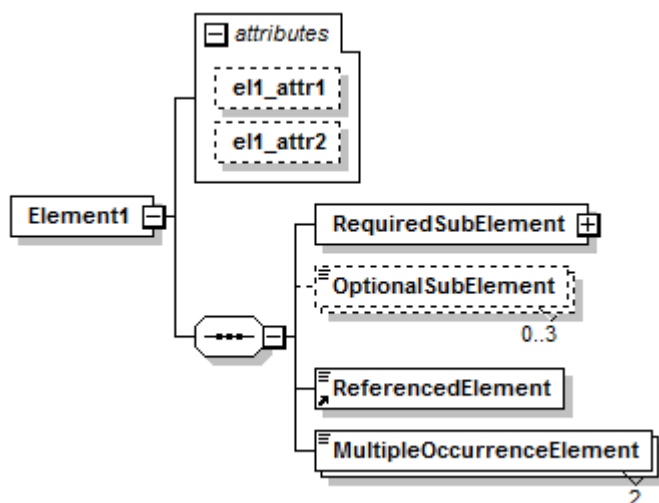 attributes
el1_attr1
el1_attr2
Element1
RequiredSubElement
OptionalSubElement
0..3
ReferencedElement
MultipleOccurrenceElement
2